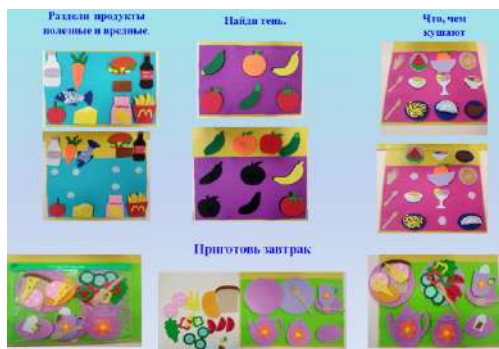 Раздели продукты
полезные и вредные.
Найди тень.
Что, чем
кушают
Приготовь завтрак